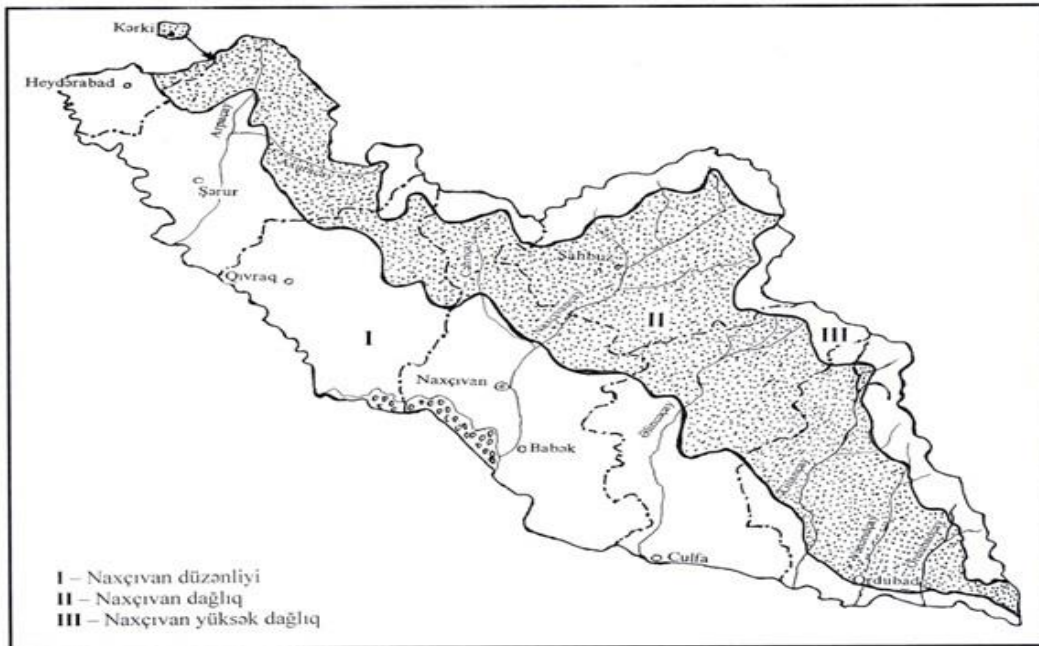 Kərki
Heydərabad
Şərur
Qıvraq
Şahbuz
I
II
III
Naxçıvan
Babək
Culfa
Ordubad
I – Naxçıvan düzənliyi
II – Naxçıvan dağlıq
III – Naxçıvan yüksək dağlıq